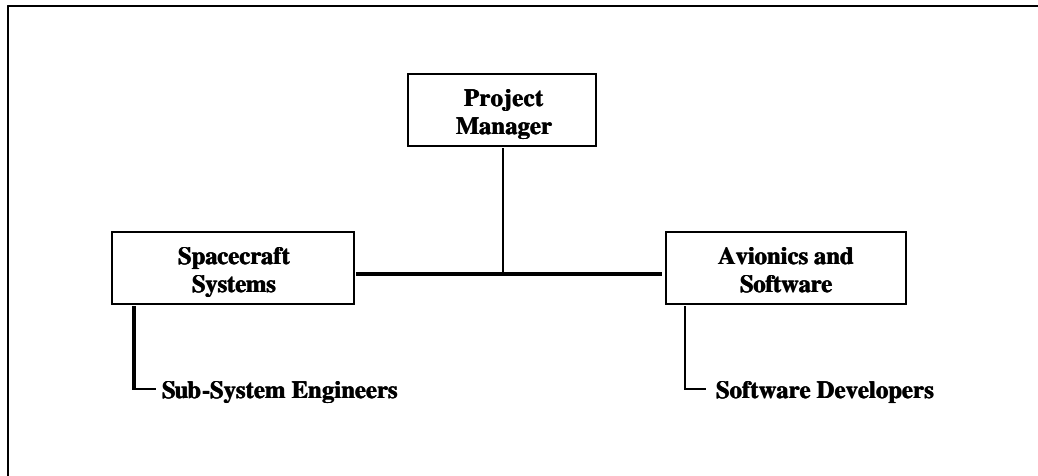 Project
Manager
Spacecraft
Systems
Avionics and
Software
Sub-System Engineers
Software Developers